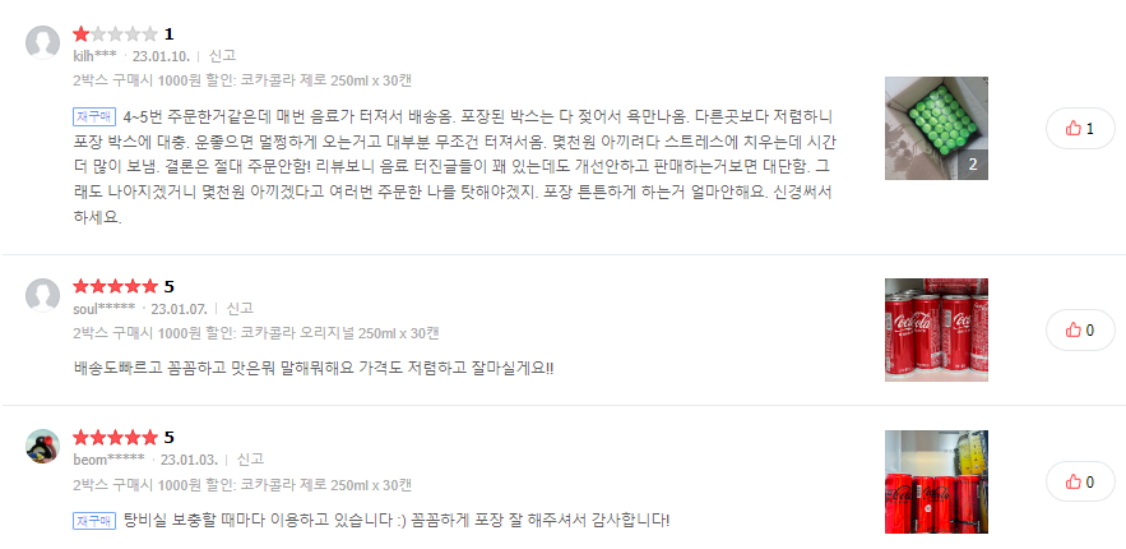 1
kilh*** · 23.01.10. | 신고
2박스 구매시 1000원 할인: 코카콜라 제로 250ml x 30캔
재구매 4~5번 주문한거같은데 매번 음료가 터져서 배송옴. 포장된 박스는 다 젖어서 욕만나옴. 다른곳보다 저렴하니
포장 박스에 대충. 운좋으면 멀쩡하게 오는거고 대부분 무조건 터져서옴. 몇천원 아끼려다 스트레스에 치우는데 시간
더 많이 보냄. 결론은 절대 주문안함! 리뷰보니 음료 터진글들이 꽤 있는데도 개선안하고 판매하는거보면 대단함. 그
래도 나아지겠거니 몇천원 아끼겠다고 여러번 주문한 나를 탓해야겠지. 포장 튼튼하게 하는거 얼마안해요. 신경써서
하세요.
2
1
5
soul***** · 23.01.07. | 신고
2박스 구매시 1000원 할인: 코카콜라 오리지널 250ml x 30캔
배송도빠르고 꼼꼼하고 맛은뭐 말해뭐해요 가격도 저렴하고 잘마실게요!!
Coca-Cola
0
5
beom***** · 23.01.03. | 신고
2박스 구매시 1000원 할인: 코카콜라 제로 250ml x 30캔
재구매 탕비실 보충할 때마다 이용하고 있습니다 :) 꼼꼼하게 포장 잘 해주셔서 감사합니다!
0